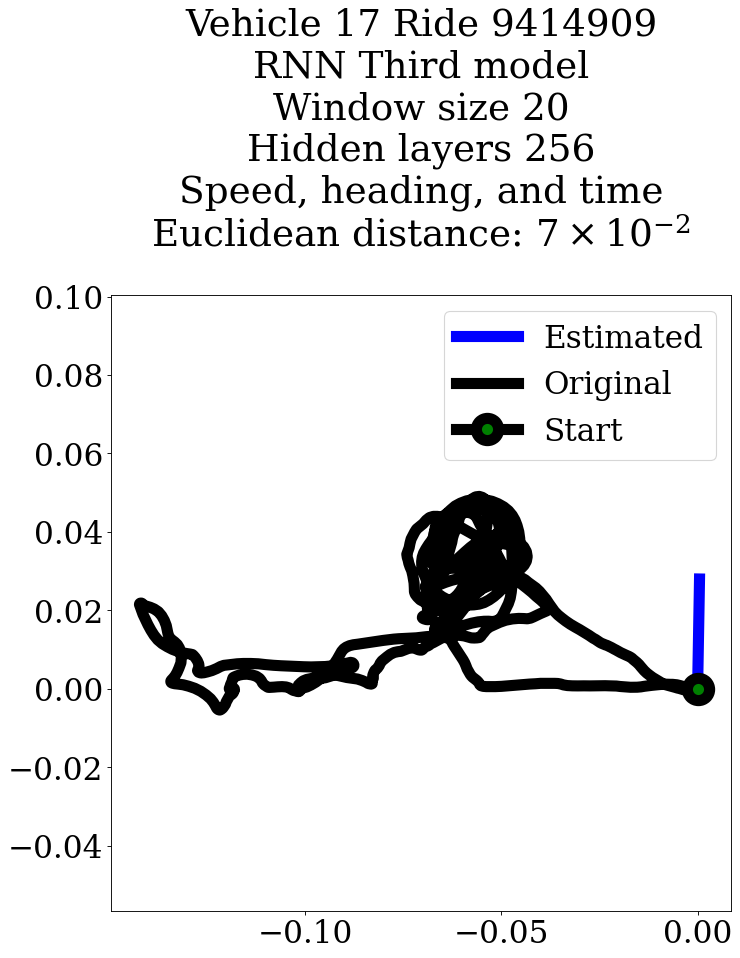 Vehicle 17 Ride 9414909
RNN Third model
Window size 20
Hidden layers 256
Speed, heading, and time
Euclidean distance: 7 × 10⁻²
0.10
Estimated
0.08
Original
0.06
Start
0.04
0.02
0.00
−0.02
−0.04
−0.10 −0.05 0.00